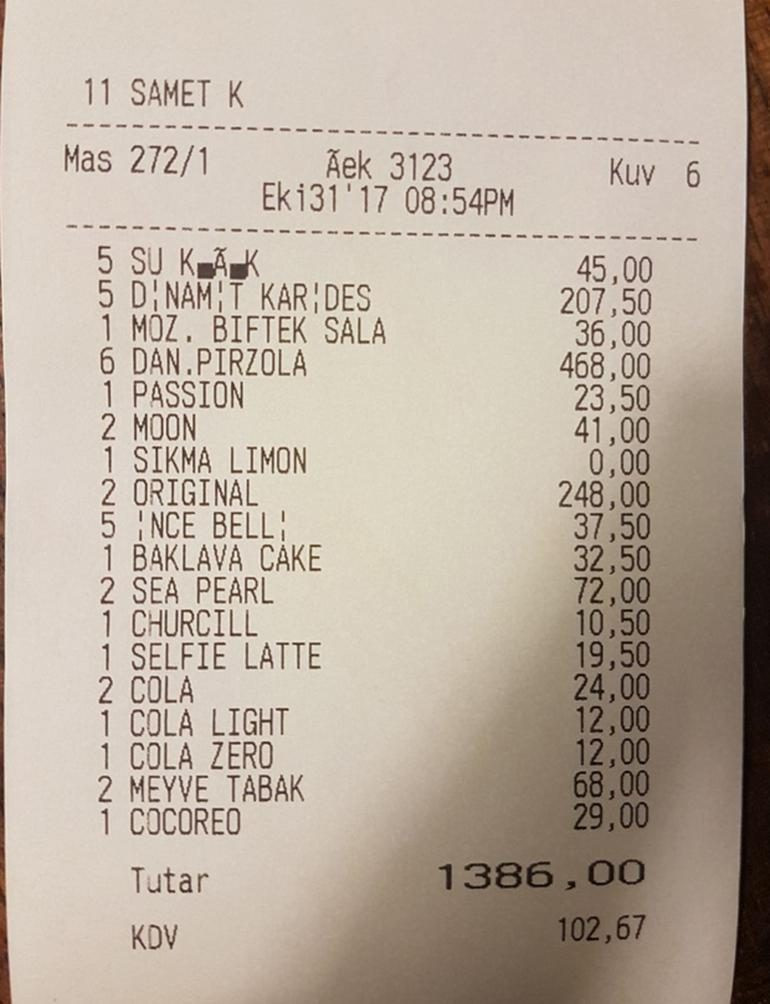 11 SAMET K
Mas 272/1 Ãek 3123 Kuv 6
Eki31'17 08:54PM
5 SU K■Ã■K 45,00
5 D¦NAM¦T KAR¦DES 207,50
1 MOZ. BIFTEK SALA 36,00
6 DAN.PIRZOLA 468,00
1 PASSION 23,50
2 MOON 41,00
1 SIKMA LIMON 0,00
2 ORIGINAL 248,00
5 ¦NCE BELL¦ 37,50
1 BAKLAVA CAKE 32,50
2 SEA PEARL 72,00
1 CHURCILL 10,50
1 SELFIE LATTE 19,50
2 COLA 24,00
1 COLA LIGHT 12,00
1 COLA ZERO 12,00
2 MEYVE TABAK 68,00
1 COCOREO 29,00
Tutar 1386,00
KDV 102,67